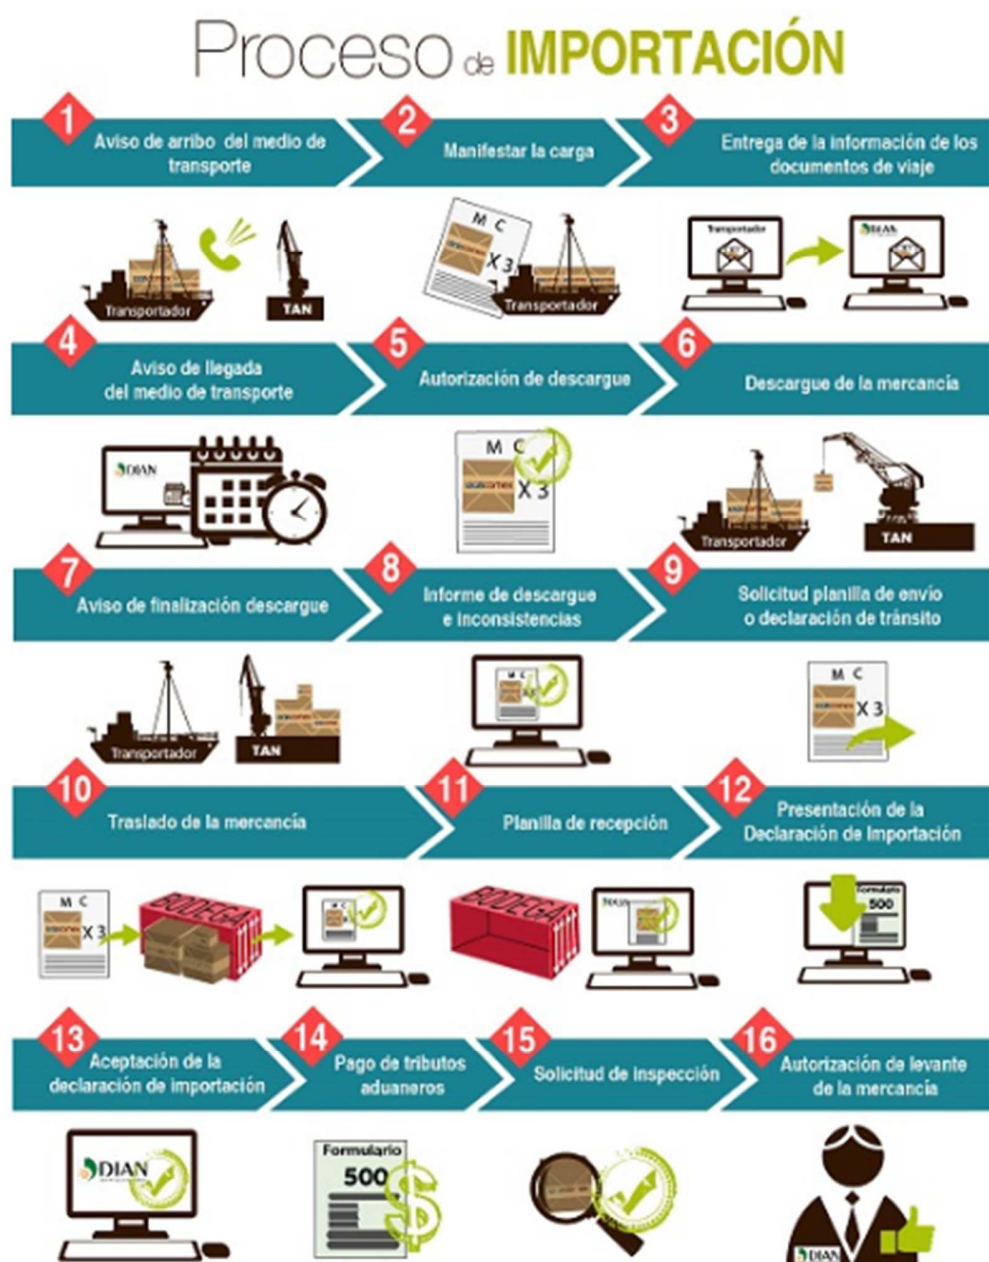 Proceso de IMPORTACIÓN
1
Aviso de arribo del medio de
transporte
2
Manifestar la carga
3
Entrega de la información de los
documentos de viaje
Transportador
TAN
M C
X 3
Transportador
Transportador
DIAN
4
Aviso de llegada
del medio de transporte
5
Autorización de descargue
6
Descargue de la mercancía
DIAN
M C
X 3
Transportador
TAN
7
Aviso de finalización descargue
8
Informe de descargue
e inconsistencias
9
Solicitud planilla de envío
o declaración de tránsito
Transportador
TAN
M C
M C
X 3
10
Traslado de la mercancía
11
Planilla de recepción
12
Presentación de la
Declaración de Importación
M C
X 3
BODEGA
M C
BODEGA
DIAN
Formulario
500
13
Aceptación de la
declaración de importación
14
Pago de tributos
aduaneros
15
Solicitud de inspección
16
Autorización de levante
de la mercancía
DIAN
Formulario
500
$
DIAN